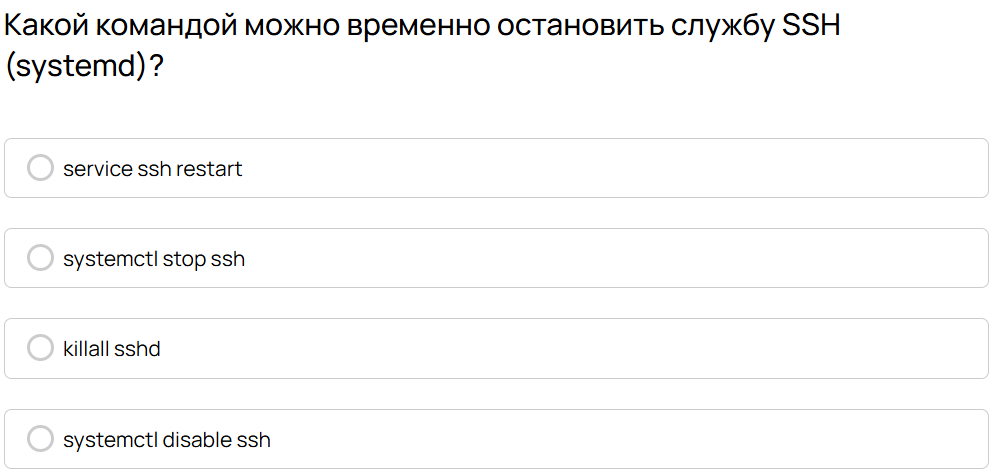 Какой командой можно временно остановить службу SSH
(systemd)?
service ssh restart
systemctl stop ssh
killall sshd
systemctl disable ssh